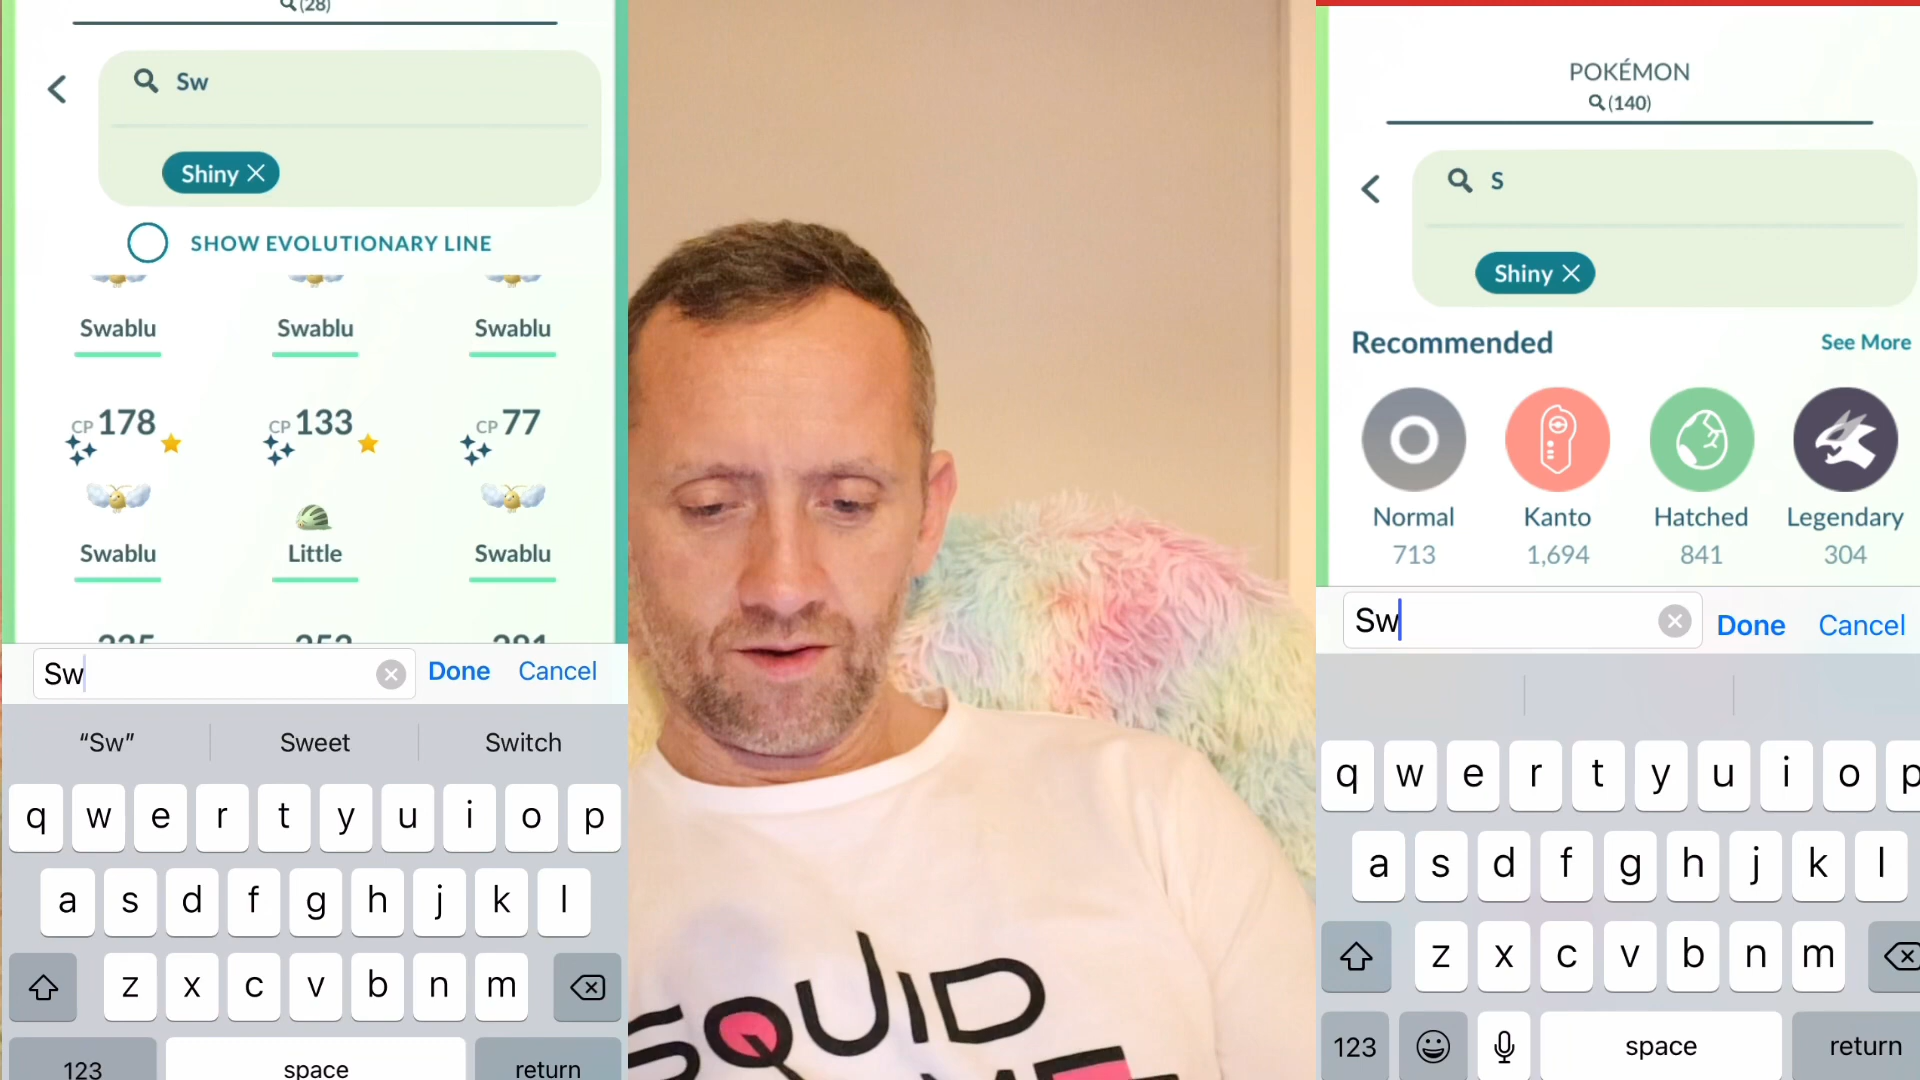 (28)
Sw
Shiny
SHOW EVOLUTIONARY LINE
Swablu Swablu Swablu
CP 178 CP 133 CP 77
Swablu Little Swablu
Sw Done Cancel
“Sw” Sweet Switch
q w e r t y u i o p
a s d f g h j k l
z x c v b n m
123 space return
SQUID
POKÉMON
(140)
S
Shiny
Recommended See More
Normal Kanto Hatched Legendary
713 1,694 841 304
Sw Done Cancel
q w e r t y u i o p
a s d f g h j k l
z x c v b n m
123 space return